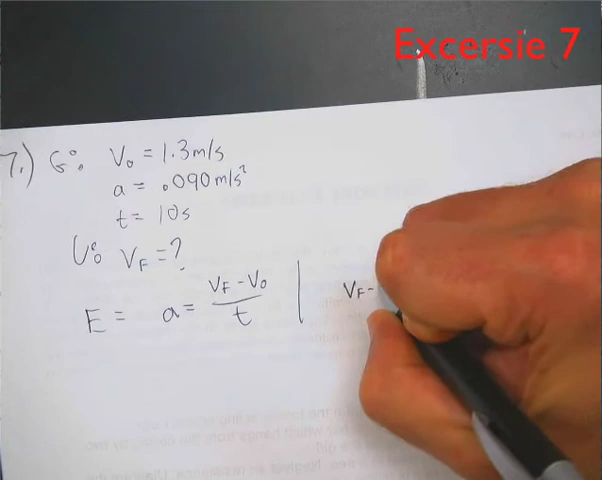 Excersie 7
7.) G: V₀ = 1.3 m/s
a = .090 m/s²
t = 10 s
U: V_F = ?
E = a = (V_F - V₀)/t | V_F -